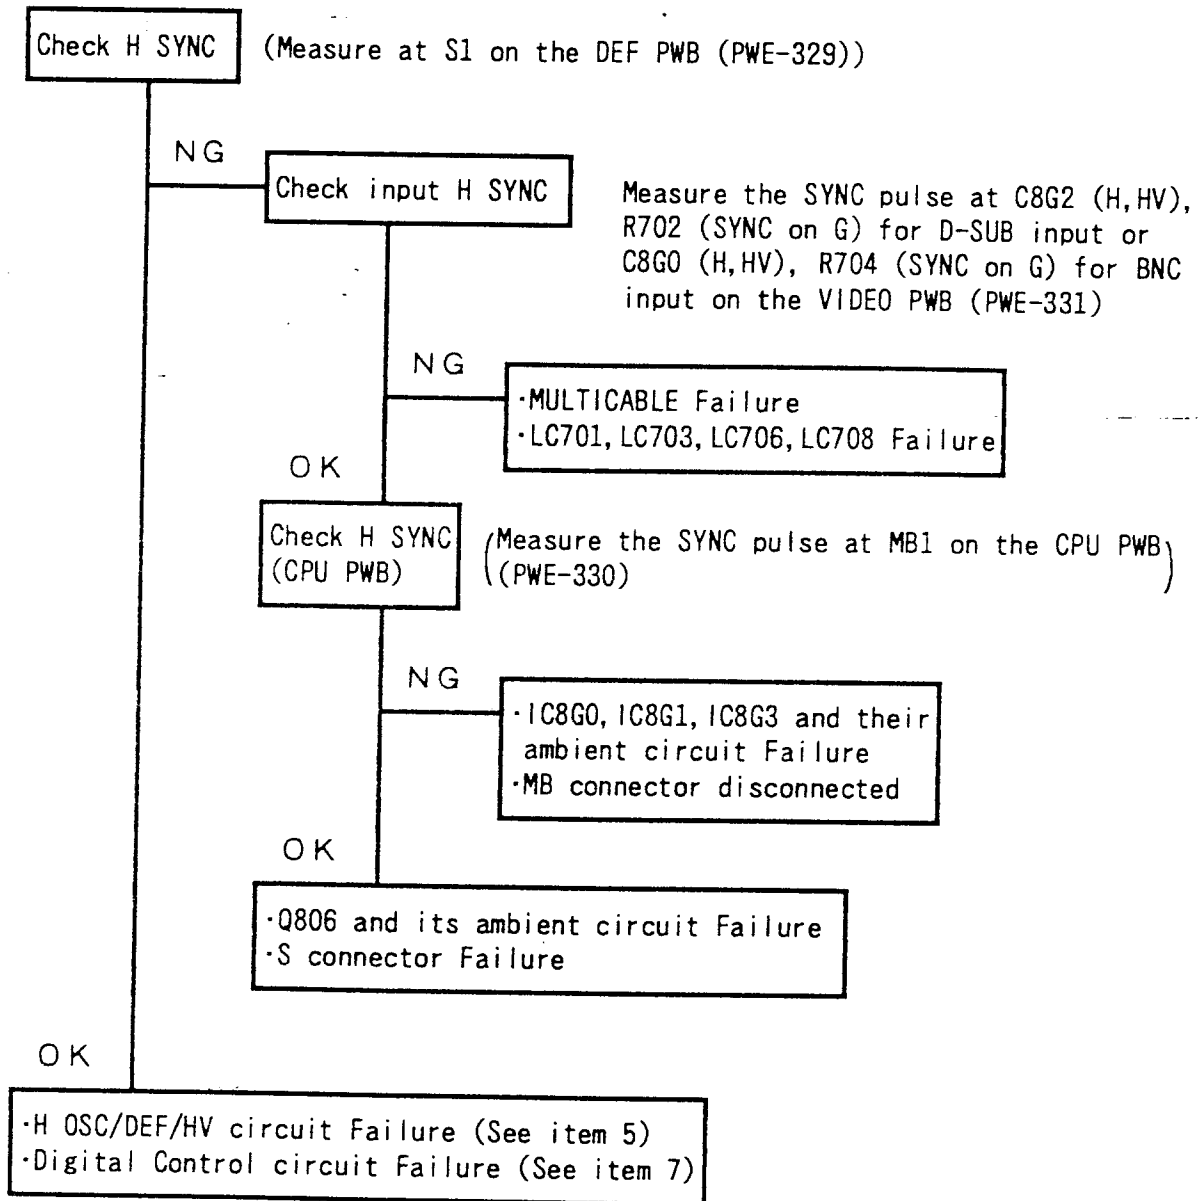 Check H SYNC
(Measure at S1 on the DEF PWB (PWE-329))
NG
Check input H SYNC
Measure the SYNC pulse at C8G2 (H,HV),
R702 (SYNC on G) for D-SUB input or
C8G0 (H,HV), R704 (SYNC on G) for BNC
input on the VIDEO PWB (PWE-331)
NG
·MULTICABLE Failure
·LC701, LC703, LC706, LC708 Failure
OK
Check H SYNC
(CPU PWB)
(Measure the SYNC pulse at MB1 on the CPU PWB
(PWE-330))
NG
·IC8G0, IC8G1, IC8G3 and their
ambient circuit Failure
·MB connector disconnected
OK
·Q806 and its ambient circuit Failure
·S connector Failure
OK
·H OSC/DEF/HV circuit Failure (See item 5)
·Digital Control circuit Failure (See item 7)